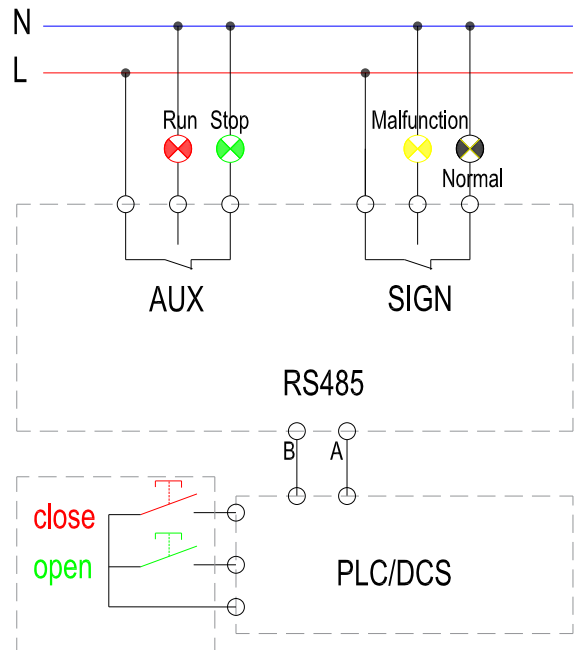 N
L
Run Stop
Malfunction
Normal
AUX
SIGN
RS485
B
A
close
open
PLC/DCS